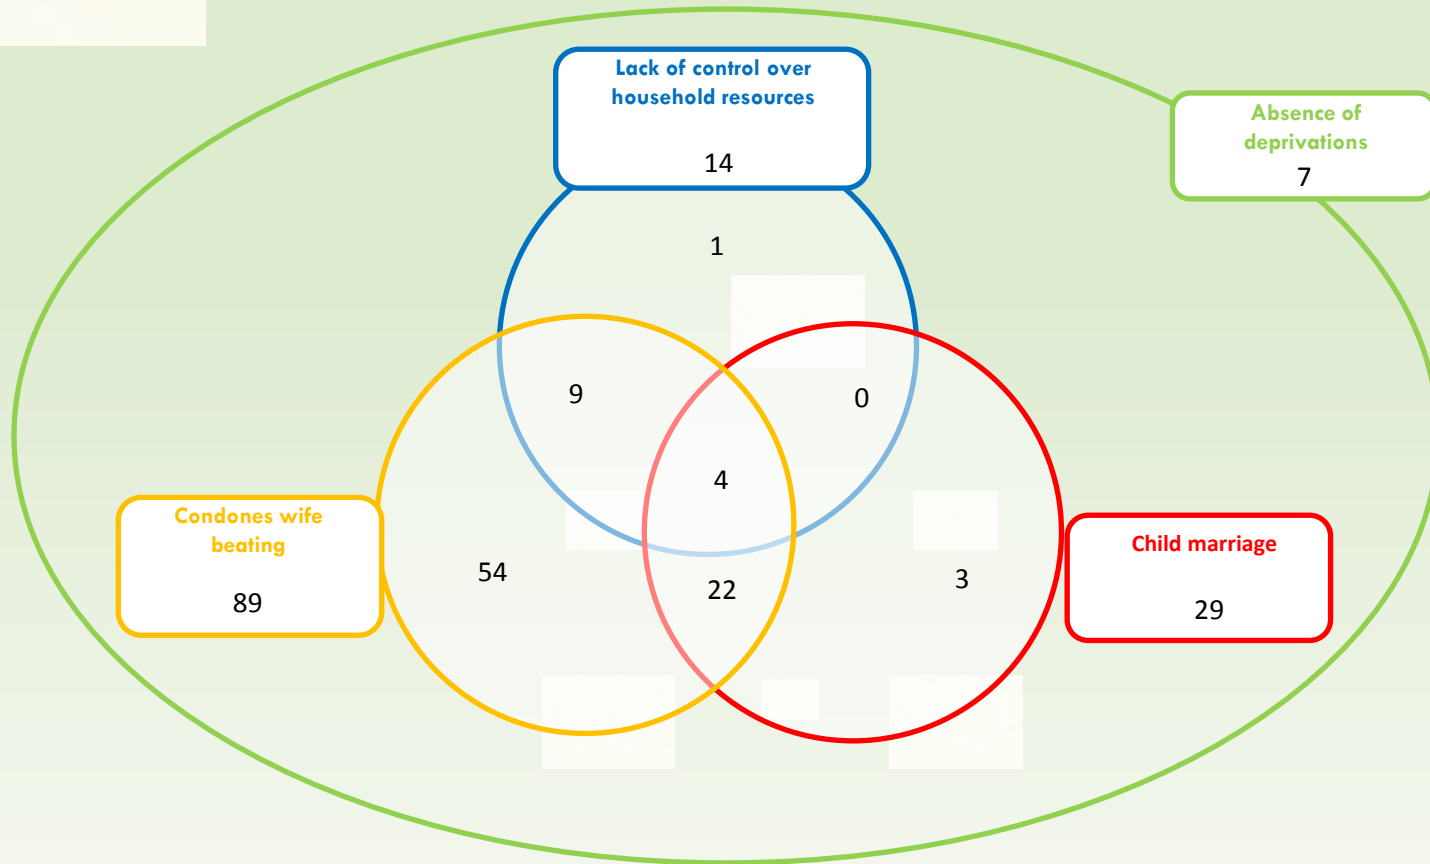 Lack of control over
household resources
14
Absence of
deprivations
7
1
9
0
4
Condones wife
beating
89
54
22
3
Child marriage
29